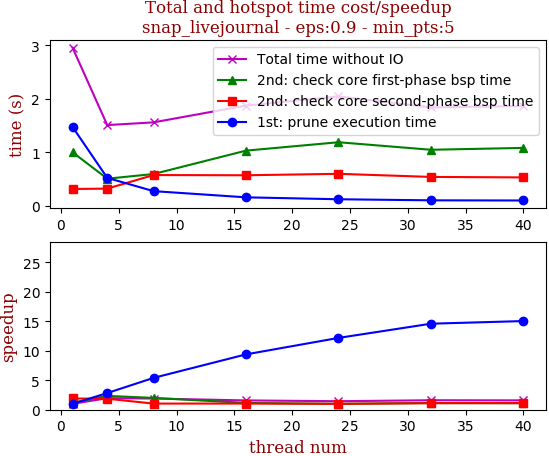 Total and hotspot time cost/speedup
snap_livejournal - eps:0.9 - min_pts:5
time (s)
3
2
1
0
Total time without IO
2nd: check core first-phase bsp time
2nd: check core second-phase bsp time
1st: prune execution time
0 5 10 15 20 25 30 35 40
speedup
25
20
15
10
5
0
0 5 10 15 20 25 30 35 40
thread num